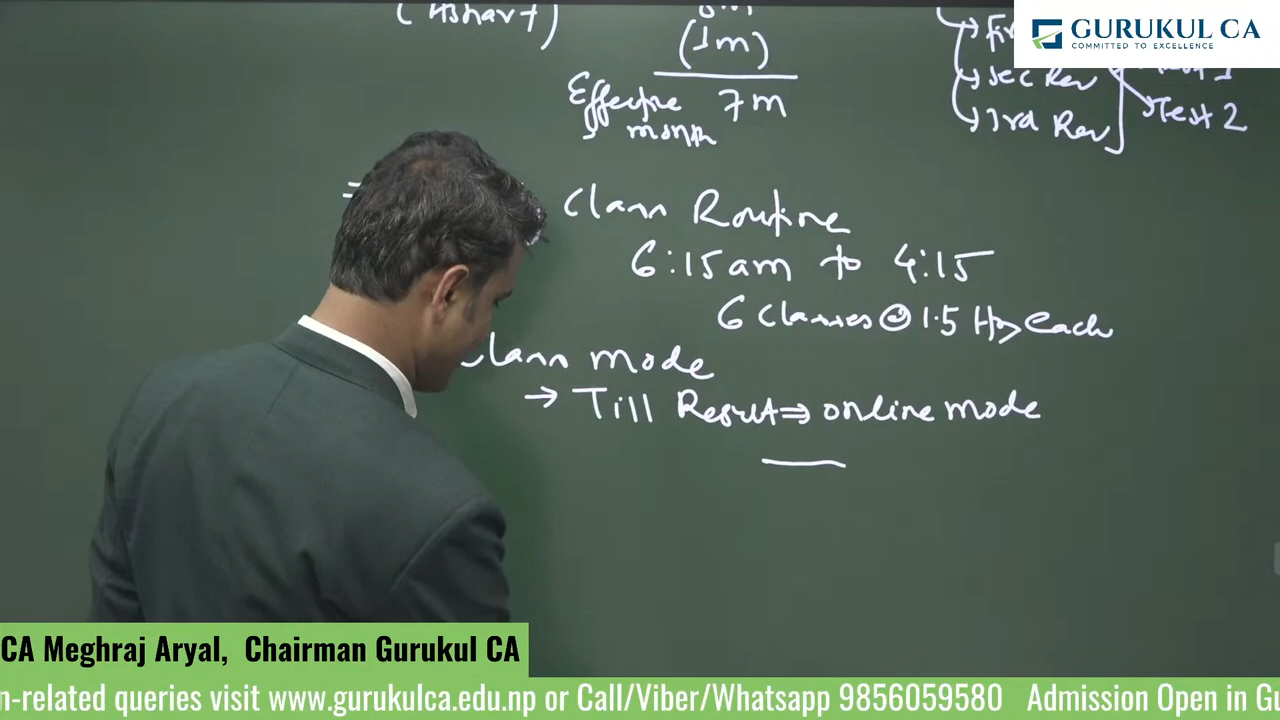 (Ashar +)
(1m)
Effective 7m
month
GURUKUL CA
COMMITTED TO EXCELLENCE
Sec Rev
3rd Rev
Test 2
Class Routine
6:15am to 4:15
6 Classes @ 1.5 Hrs each
Class mode
→ Till Result ⇒ online mode
CA Meghraj Aryal, Chairman Gurukul CA
n-related queries visit www.gurukulca.edu.np or Call/Viber/Whatsapp 9856059580 Admission Open in Gu